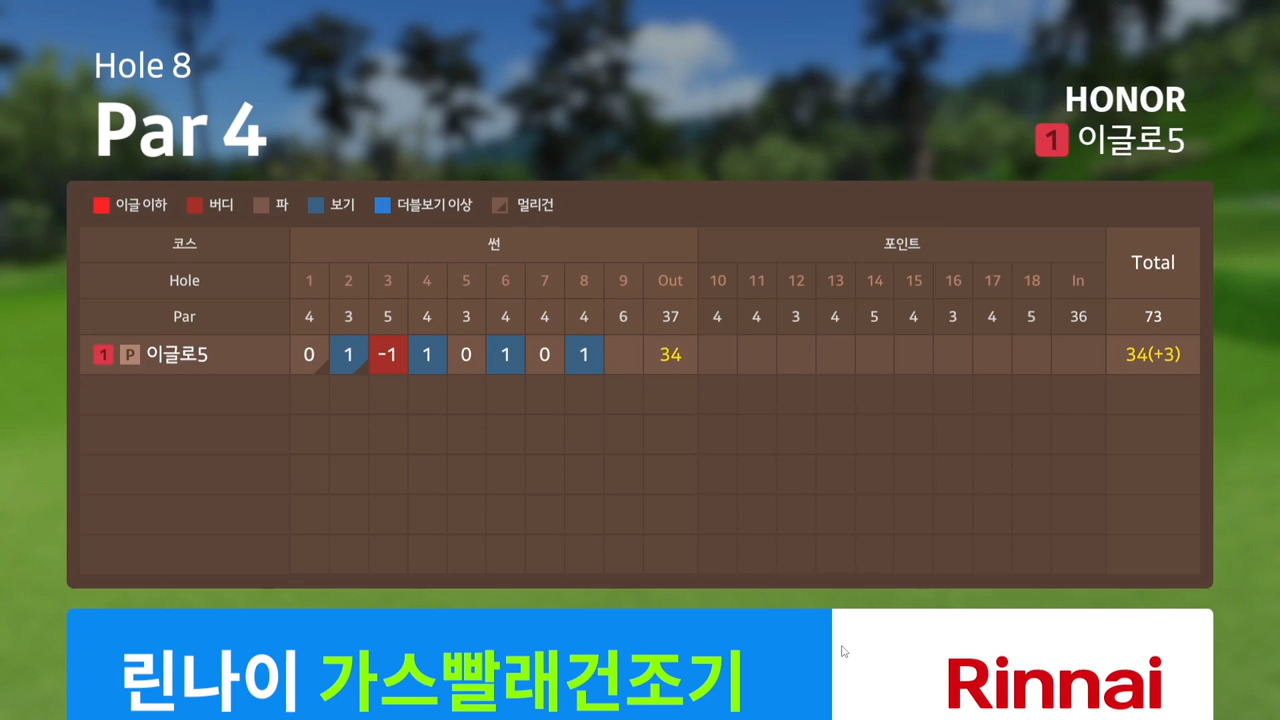 Hole 8
Par 4
HONOR
1 이글로5
이글 이하 버디 파 보기 더블보기 이상 멀리건
코스 썬 포인트 Total
Hole 1 2 3 4 5 6 7 8 9 Out 10 11 12 13 14 15 16 17 18 In
Par 4 3 5 4 3 4 4 4 6 37 4 4 3 4 5 4 3 4 5 36 73
1 P 이글로5 0 1 -1 1 0 1 0 1 34 34(+3)
린나이 가스빨래건조기
Rinnai